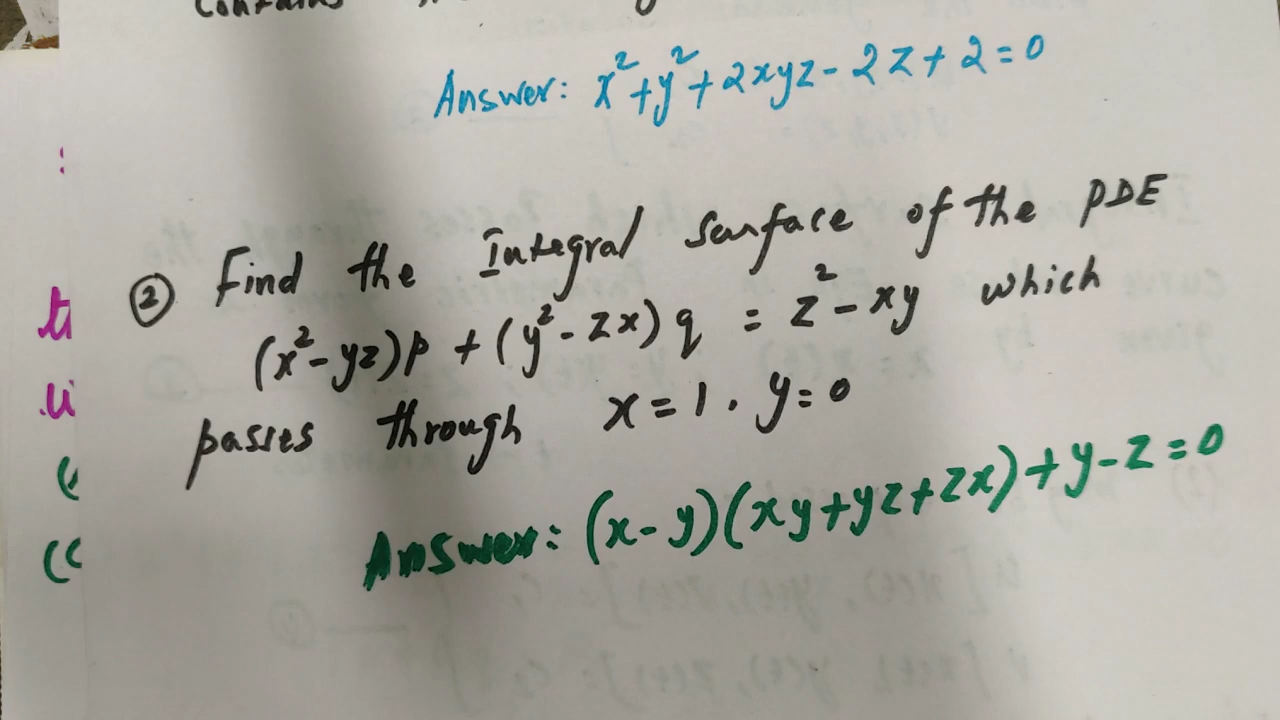 Contains
Answer: x²+y²+2xyz-2z+2=0
② Find the Integral surface of the PDE
(x²-yz)p+(y²-zx)q = z²-xy which
passes through x=1, y=0
Answer: (x-y)(xy+yz+zx)+y-z=0